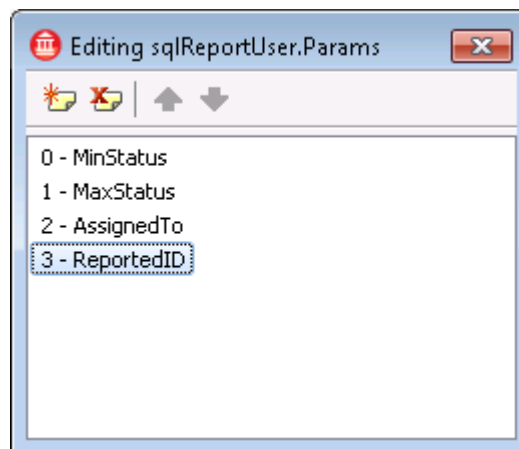 Editing sqlReportUser.Params
0 - MinStatus
1 - MaxStatus
2 - AssignedTo
3 - ReportedID